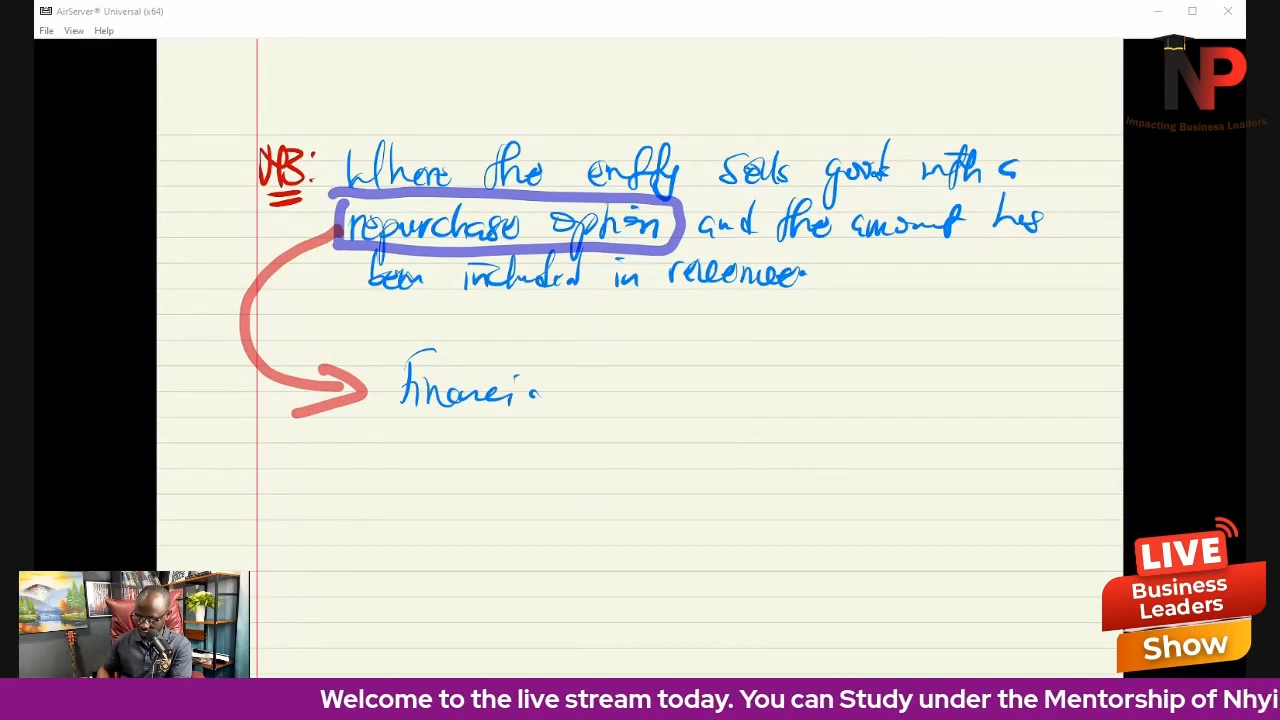 AirServer® Universal (x64)
File View Help
NP
Impacting Business Leaders
NB: Where the entity sells goods with a
repurchase option and the amount has
been included in revenue.
Financia
LIVE
Business
Leaders
Show
Welcome to the live stream today. You can Study under the Mentorship of Nhyi